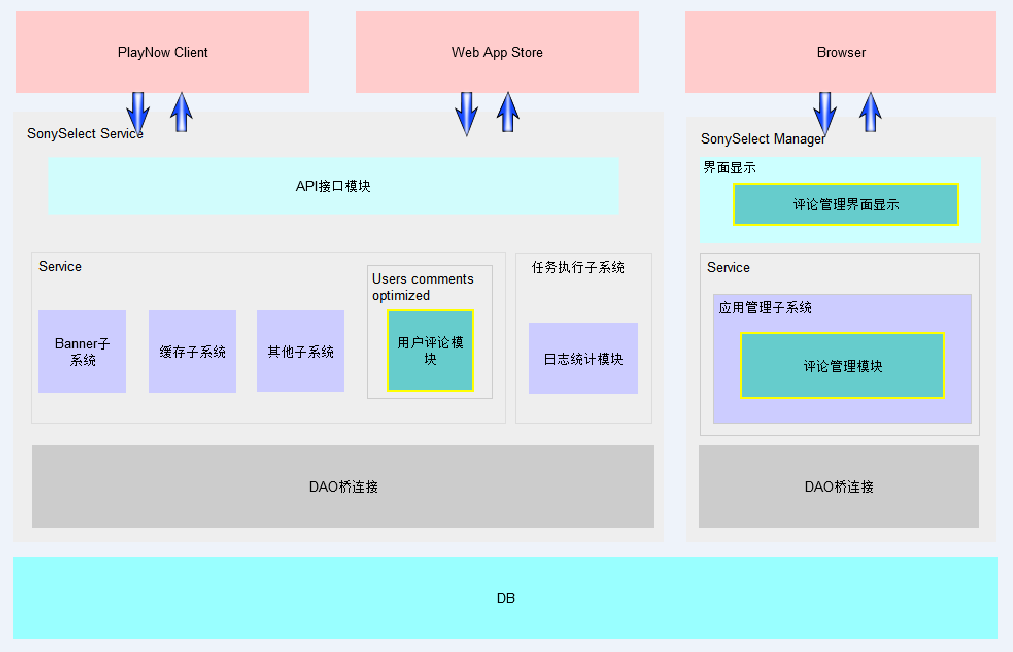 PlayNow Client
Web App Store
Browser
SonySelect Service
API接口模块
Service
Banner子
系统
缓存子系统
其他子系统
Users comments
optimized
用户评论模
块
任务执行子系统
日志统计模块
DAO桥连接
SonySelect Manager
界面显示
评论管理界面显示
Service
应用管理子系统
评论管理模块
DAO桥连接
DB